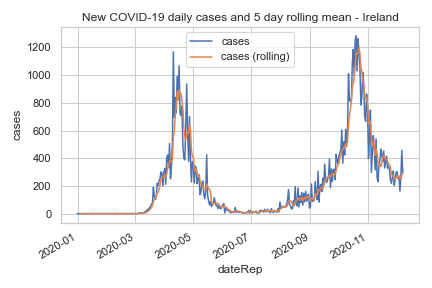 New COVID-19 daily cases and 5 day rolling mean - Ireland
cases
cases (rolling)
1200
1000
800
600
400
200
0
cases
2020-01
2020-03
2020-05
2020-07
2020-09
2020-11
dateRep